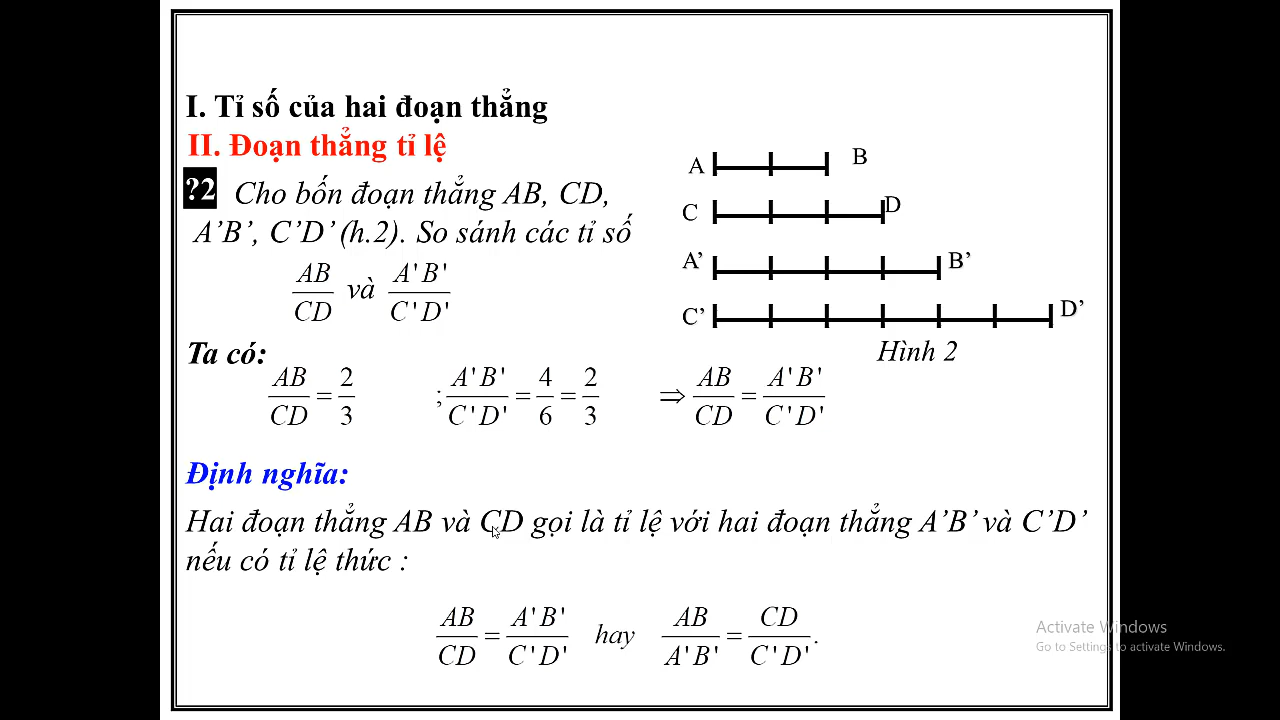 I. Tỉ số của hai đoạn thẳng
II. Đoạn thẳng tỉ lệ
?2 Cho bốn đoạn thẳng AB, CD,
A’B’, C’D’ (h.2). So sánh các tỉ số
AB/CD và A'B'/C'D'
A B
C D
A’ B’
C’ D’
Hình 2
Ta có:
AB/CD = 2/3 ; A'B'/C'D' = 4/6 = 2/3 ⇒ AB/CD = A'B'/C'D'
Định nghĩa:
Hai đoạn thẳng AB và CD gọi là tỉ lệ với hai đoạn thẳng A’B’ và C’D’
nếu có tỉ lệ thức :
AB/CD = A'B'/C'D' hay AB/A'B' = CD/C'D'.
Activate Windows
Go to Settings to activate Windows.